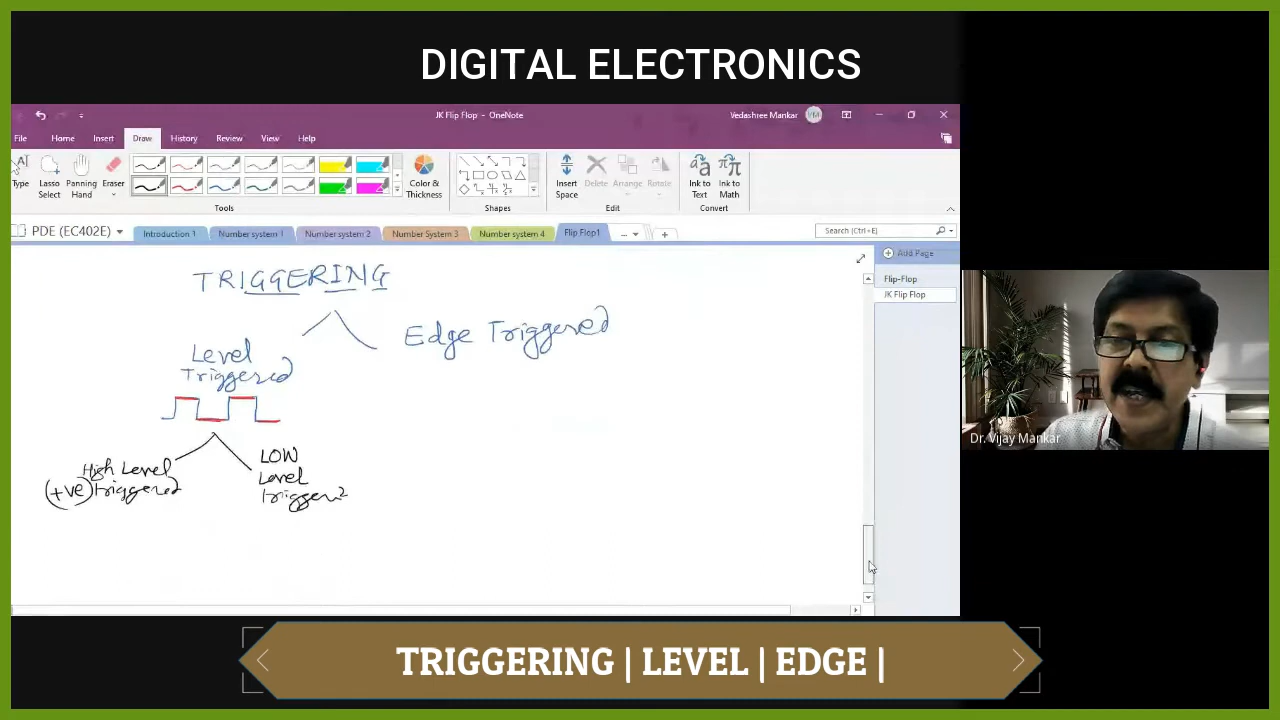 DIGITAL ELECTRONICS
JK Flip Flop - OneNote
Vedashree Mankar
VM
File Home Insert Draw History Review View Help
Type
Lasso Select
Panning Hand
Eraser
Color & Thickness
Insert Space
Delete
Arrange
Rotate
Ink to Text
Ink to Math
Tools
Shapes
Edit
Convert
PDE (EC402E)
Introduction 1
Number system 1
Number system 2
Number System 3
Number system 4
Flip Flop1
...
Search (Ctrl+E)
Add Page
Flip-Flop
JK Flip Flop
TRIGGERING
Edge Triggered
Level
Triggered
High Level
(+ve) triggered
LOW
Level
Dr. Vijay Mankar
TRIGGERING | LEVEL | EDGE |